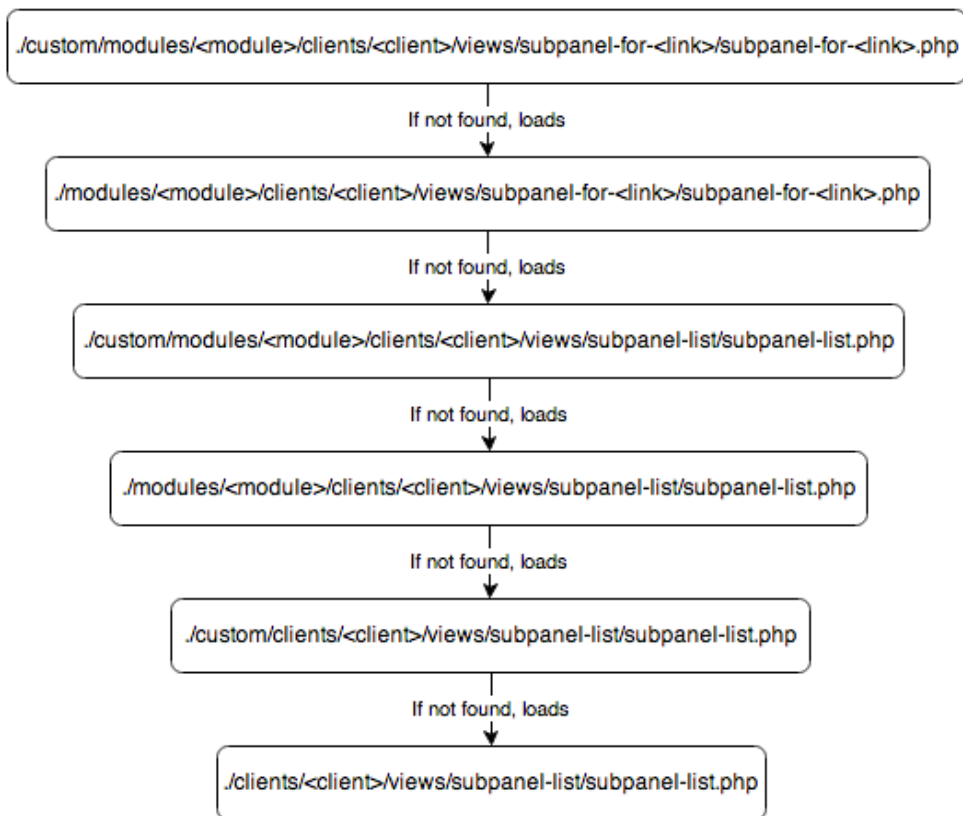 ./custom/modules/<module>/clients/<client>/views/subpanel-for-<link>/subpanel-for-<link>.php
If not found, loads
./modules/<module>/clients/<client>/views/subpanel-for-<link>/subpanel-for-<link>.php
If not found, loads
./custom/modules/<module>/clients/<client>/views/subpanel-list/subpanel-list.php
If not found, loads
./modules/<module>/clients/<client>/views/subpanel-list/subpanel-list.php
If not found, loads
./custom/clients/<client>/views/subpanel-list/subpanel-list.php
If not found, loads
./clients/<client>/views/subpanel-list/subpanel-list.php